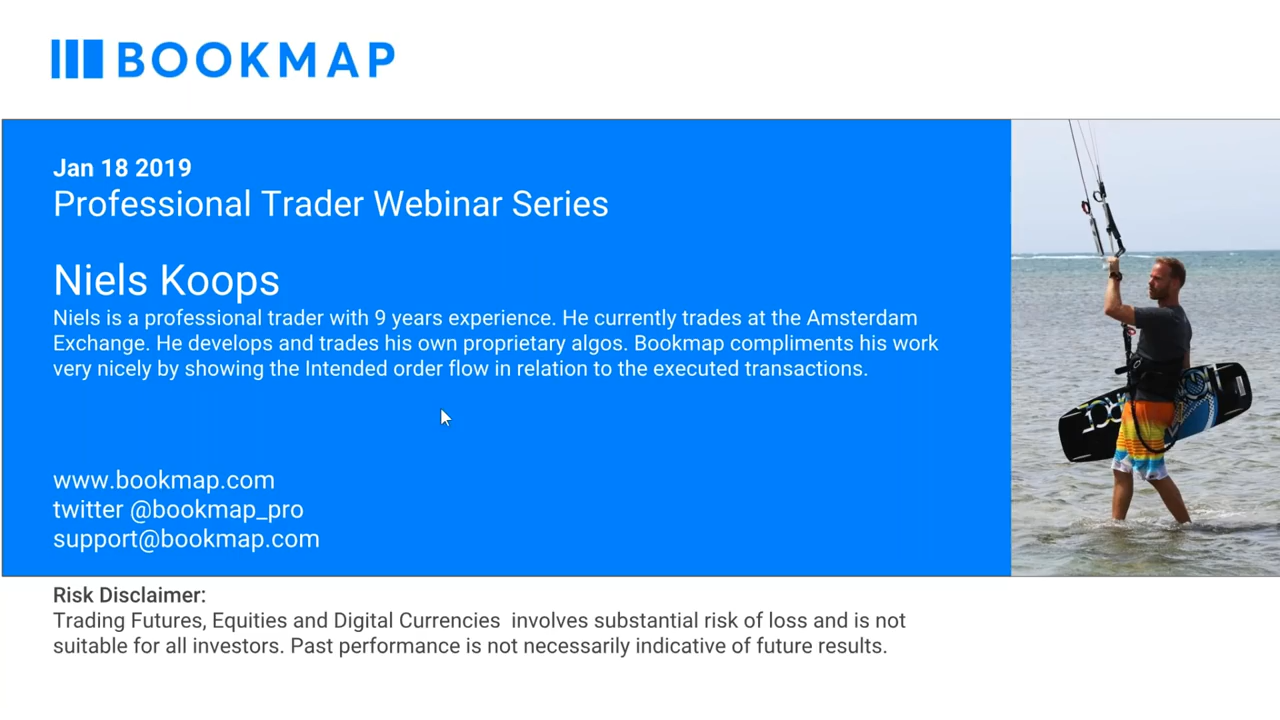 BOOKMAP
Jan 18 2019
Professional Trader Webinar Series
Niels Koops
Niels is a professional trader with 9 years experience. He currently trades at the Amsterdam
Exchange. He develops and trades his own proprietary algos. Bookmap compliments his work
very nicely by showing the Intended order flow in relation to the executed transactions.
www.bookmap.com
twitter @bookmap_pro
support@bookmap.com
Risk Disclaimer:
Trading Futures, Equities and Digital Currencies  involves substantial risk of loss and is not
suitable for all investors. Past performance is not necessarily indicative of future results.